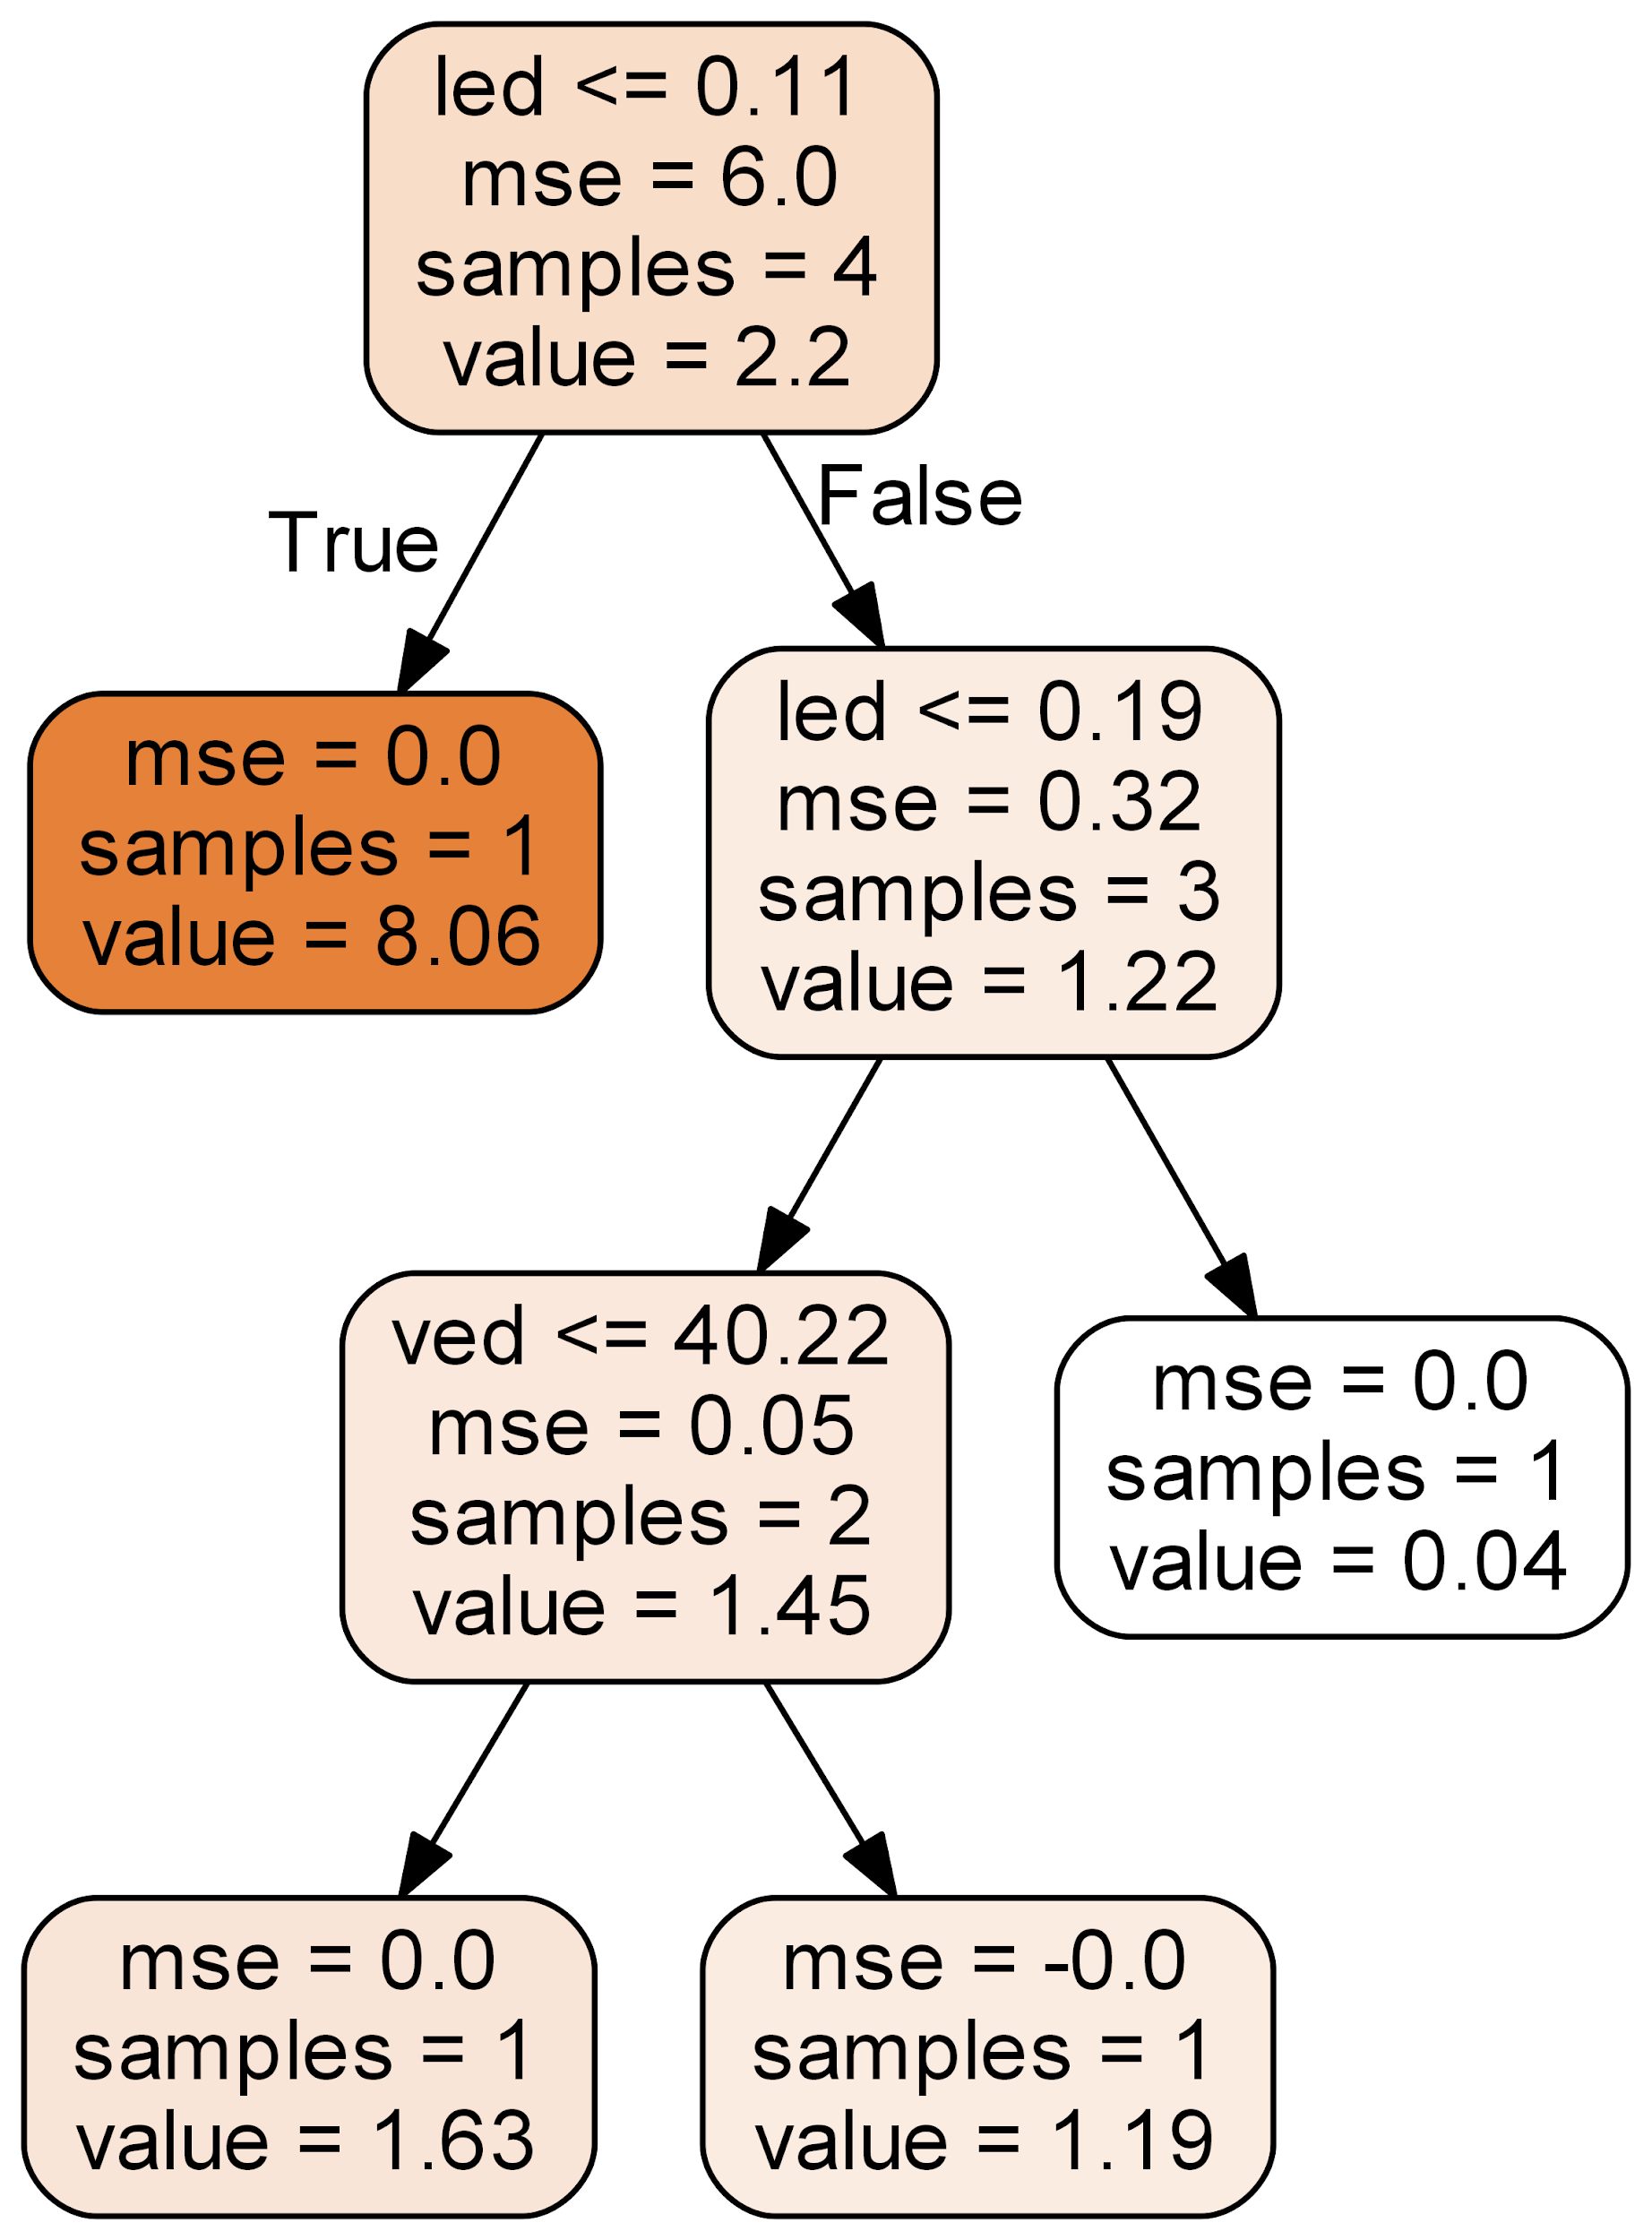 led <= 0.11
mse = 6.0
samples = 4
value = 2.2
True
False
mse = 0.0
samples = 1
value = 8.06
led <= 0.19
mse = 0.32
samples = 3
value = 1.22
ved <= 40.22
mse = 0.05
samples = 2
value = 1.45
mse = 0.0
samples = 1
value = 0.04
mse = 0.0
samples = 1
value = 1.63
mse = -0.0
samples = 1
value = 1.19